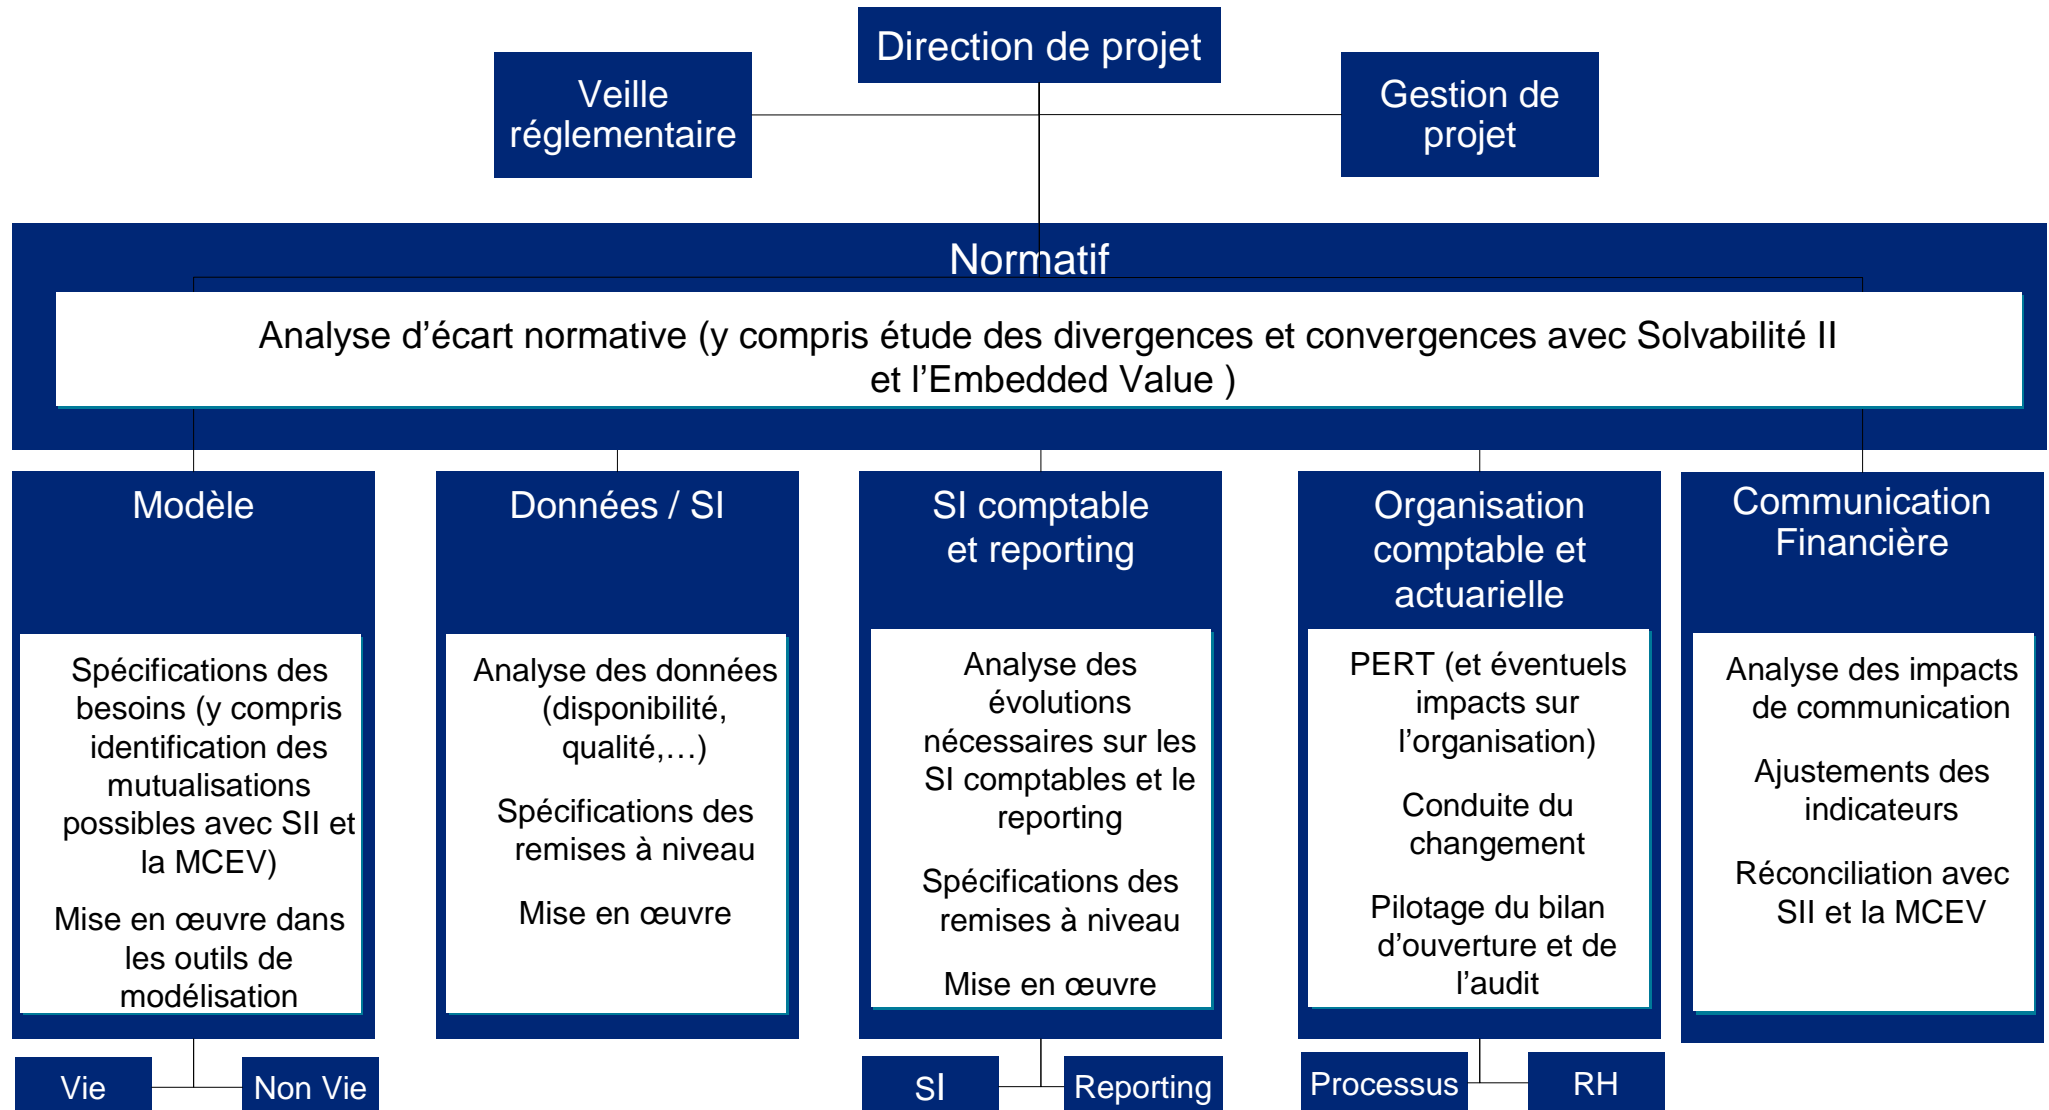 Direction de projet
Veille
réglementaire
Gestion de
projet
Normatif
Analyse d’écart normative (y compris étude des divergences et convergences avec Solvabilité II
et l’Embedded Value )
Modèle
Spécifications des
besoins (y compris
identification des
mutualisations
possibles avec SII et
la MCEV)
Mise en œuvre dans
les outils de
modélisation
Vie
Non Vie
Données / SI
Analyse des données
(disponibilité,
qualité,…)
Spécifications des
remises à niveau
Mise en œuvre
SI comptable
et reporting
Analyse des
évolutions
nécessaires sur les
SI comptables et le
reporting
Spécifications des
remises à niveau
Mise en œuvre
SI
Reporting
Organisation
comptable et
actuarielle
PERT (et éventuels
impacts sur
l’organisation)
Conduite du
changement
Pilotage du bilan
d’ouverture et de
l’audit
Processus
RH
Communication
Financière
Analyse des impacts
de communication
Ajustements des
indicateurs
Réconciliation avec
SII et la MCEV